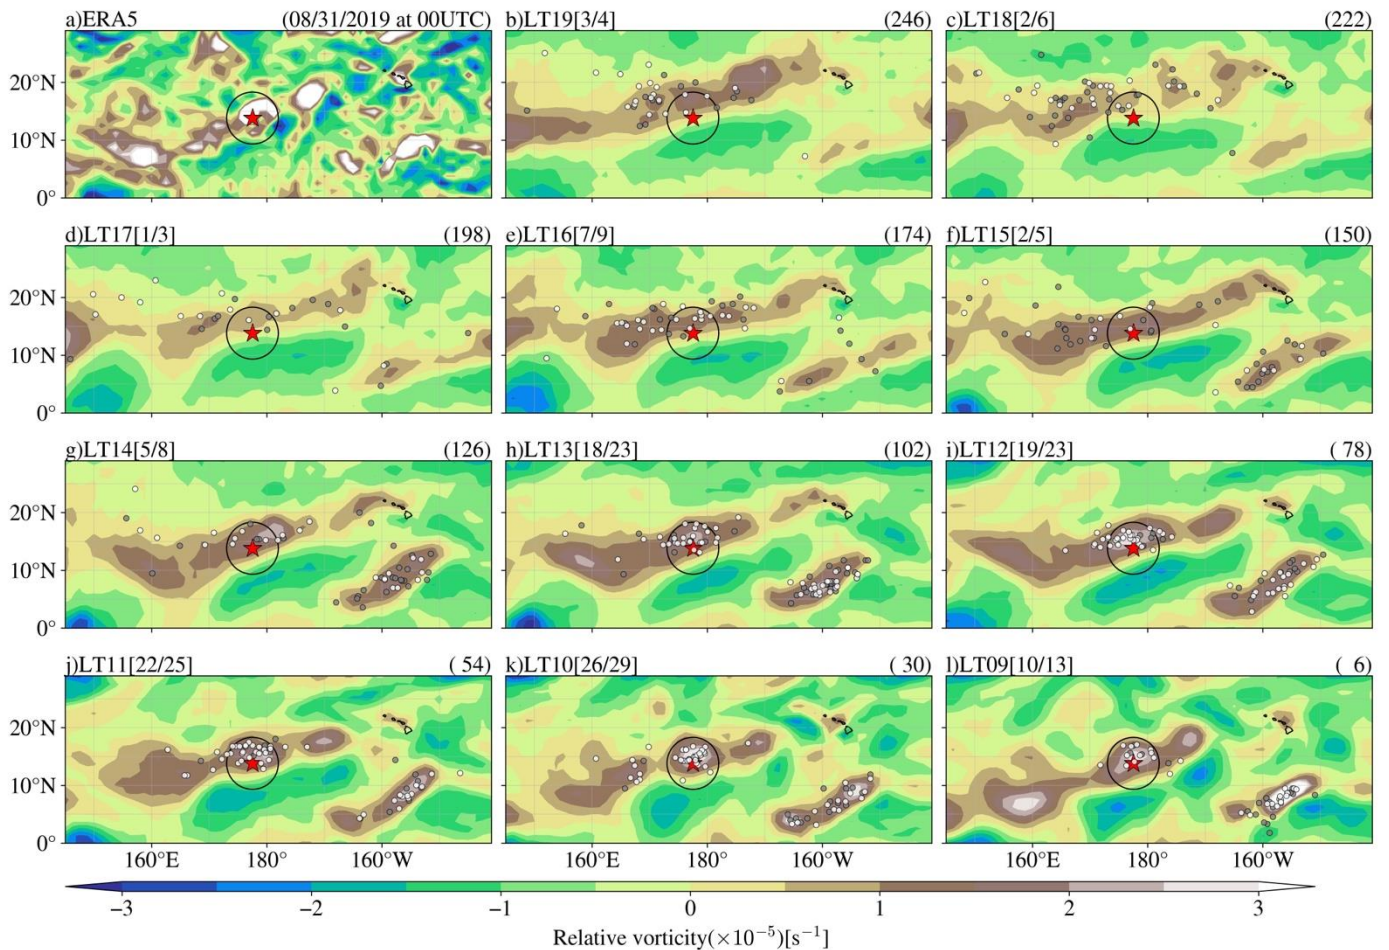 a)ERA5 (08/31/2019 at 00UTC) b)LT19[3/4] (246) c)LT18[2/6] (222)
20°N
10°N
0°
d)LT17[1/3] (198) e)LT16[7/9] (174) f)LT15[2/5] (150)
20°N
10°N
0°
g)LT14[5/8] (126) h)LT13[18/23] (102) i)LT12[19/23] ( 78)
20°N
10°N
0°
j)LT11[22/25] ( 54) k)LT10[26/29] ( 30) l)LT09[10/13] ( 6)
20°N
10°N
0°
160°E 180° 160°W 160°E 180° 160°W 160°E 180° 160°W
−3 −2 −1 0 1 2 3
Relative vorticity(×10⁻⁵)[s⁻¹]